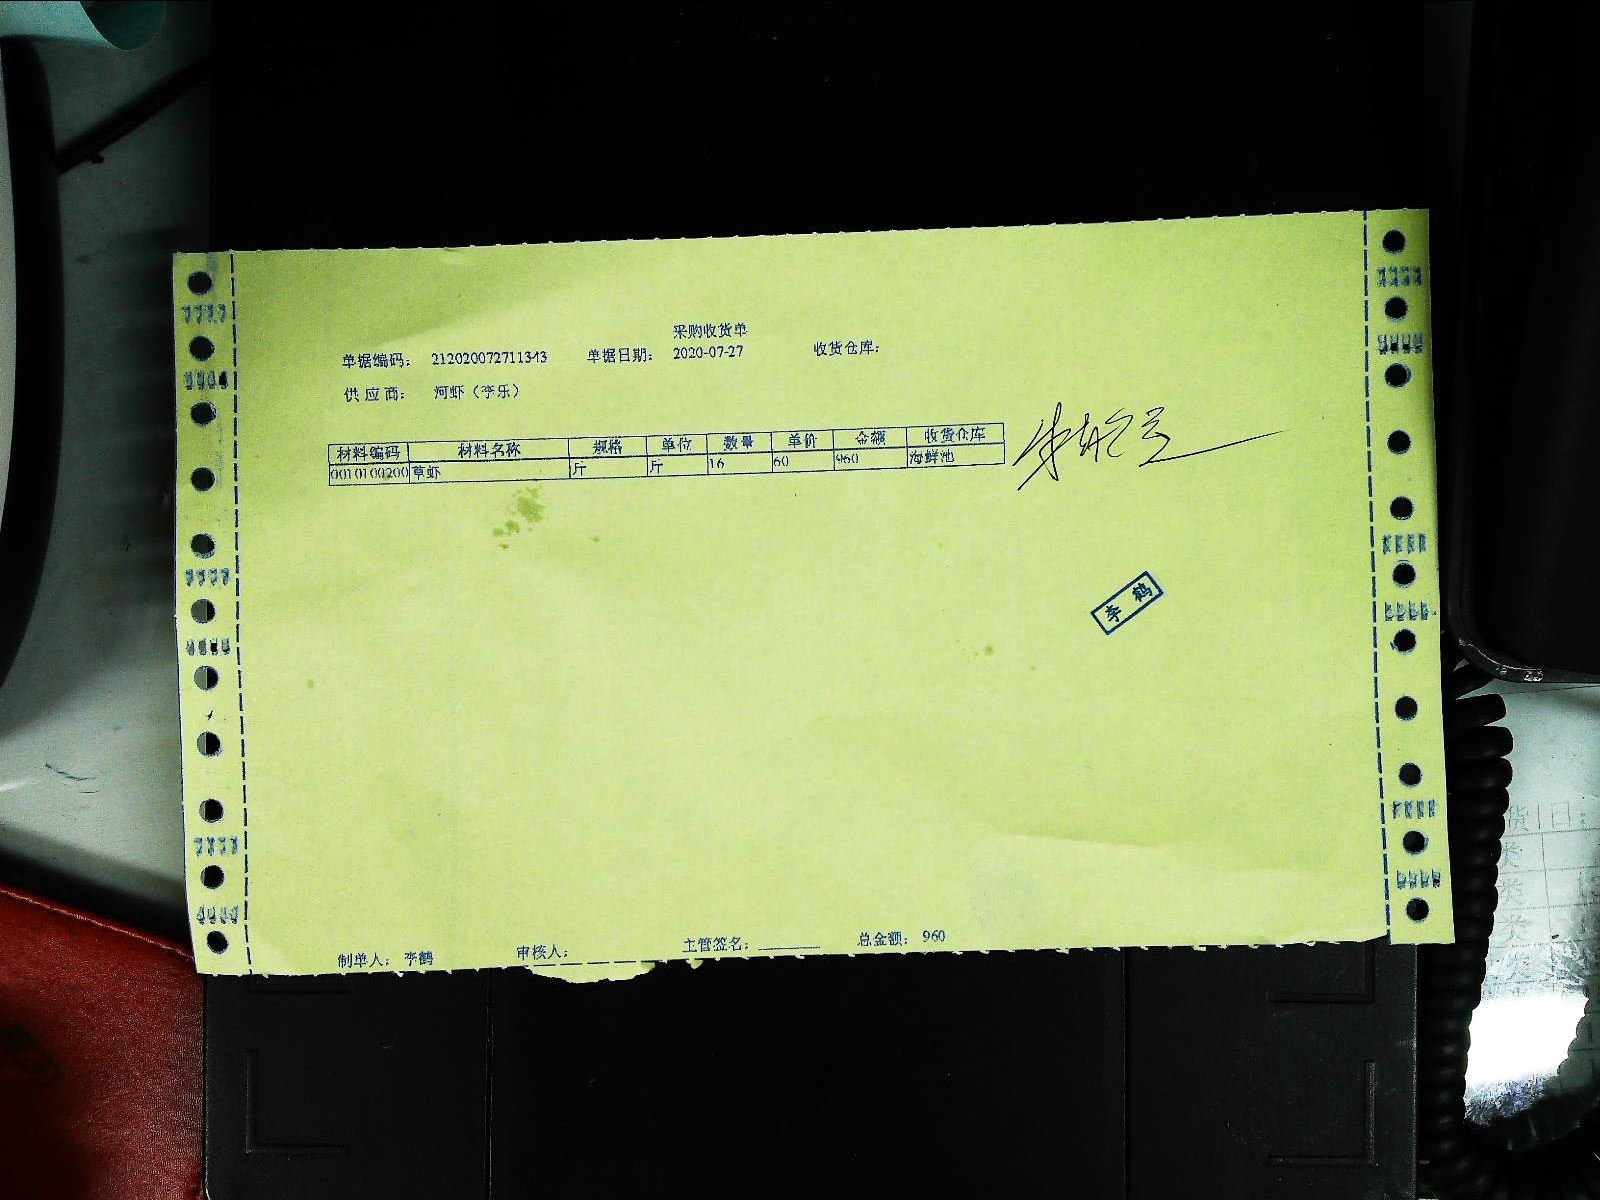 采购收货单
单据编码： 212020072711343 单据日期： 2020-07-27 收货仓库：
供 应 商： 河虾（李乐）
材料编码 材料名称 规格 单位 数量 单价 金额 收货仓库
0010100200 草虾 斤 斤 16 60 960 海鲜池
李 鹤
制单人： 李鹤 审核人： 主管签名： 总金额： 960